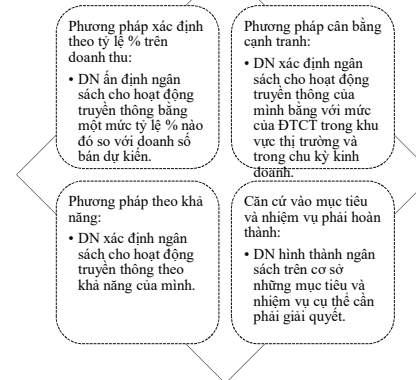 Phương pháp xác định
theo tỷ lệ % trên
doanh thu:
• DN ấn định ngân
sách cho hoạt động
truyền thông bằng
một mức tỷ lệ % nào
đó so với doanh số
bán dự kiến.
Phương pháp cân bằng
cạnh tranh:
• DN xác định ngân
sách cho hoạt động
truyền thông của
mình bằng với mức
của ĐTCT trong khu
vực thị trường và
trong chu kỳ kinh
doanh.
Phương pháp theo khả
năng:
• DN xác định ngân
sách cho hoạt động
truyền thông theo
khả năng của mình.
Căn cứ vào mục tiêu
và nhiệm vụ phải hoàn
thành:
• DN hình thành ngân
sách trên cơ sở
những mục tiêu và
nhiệm vụ cụ thể cần
phải giải quyết.